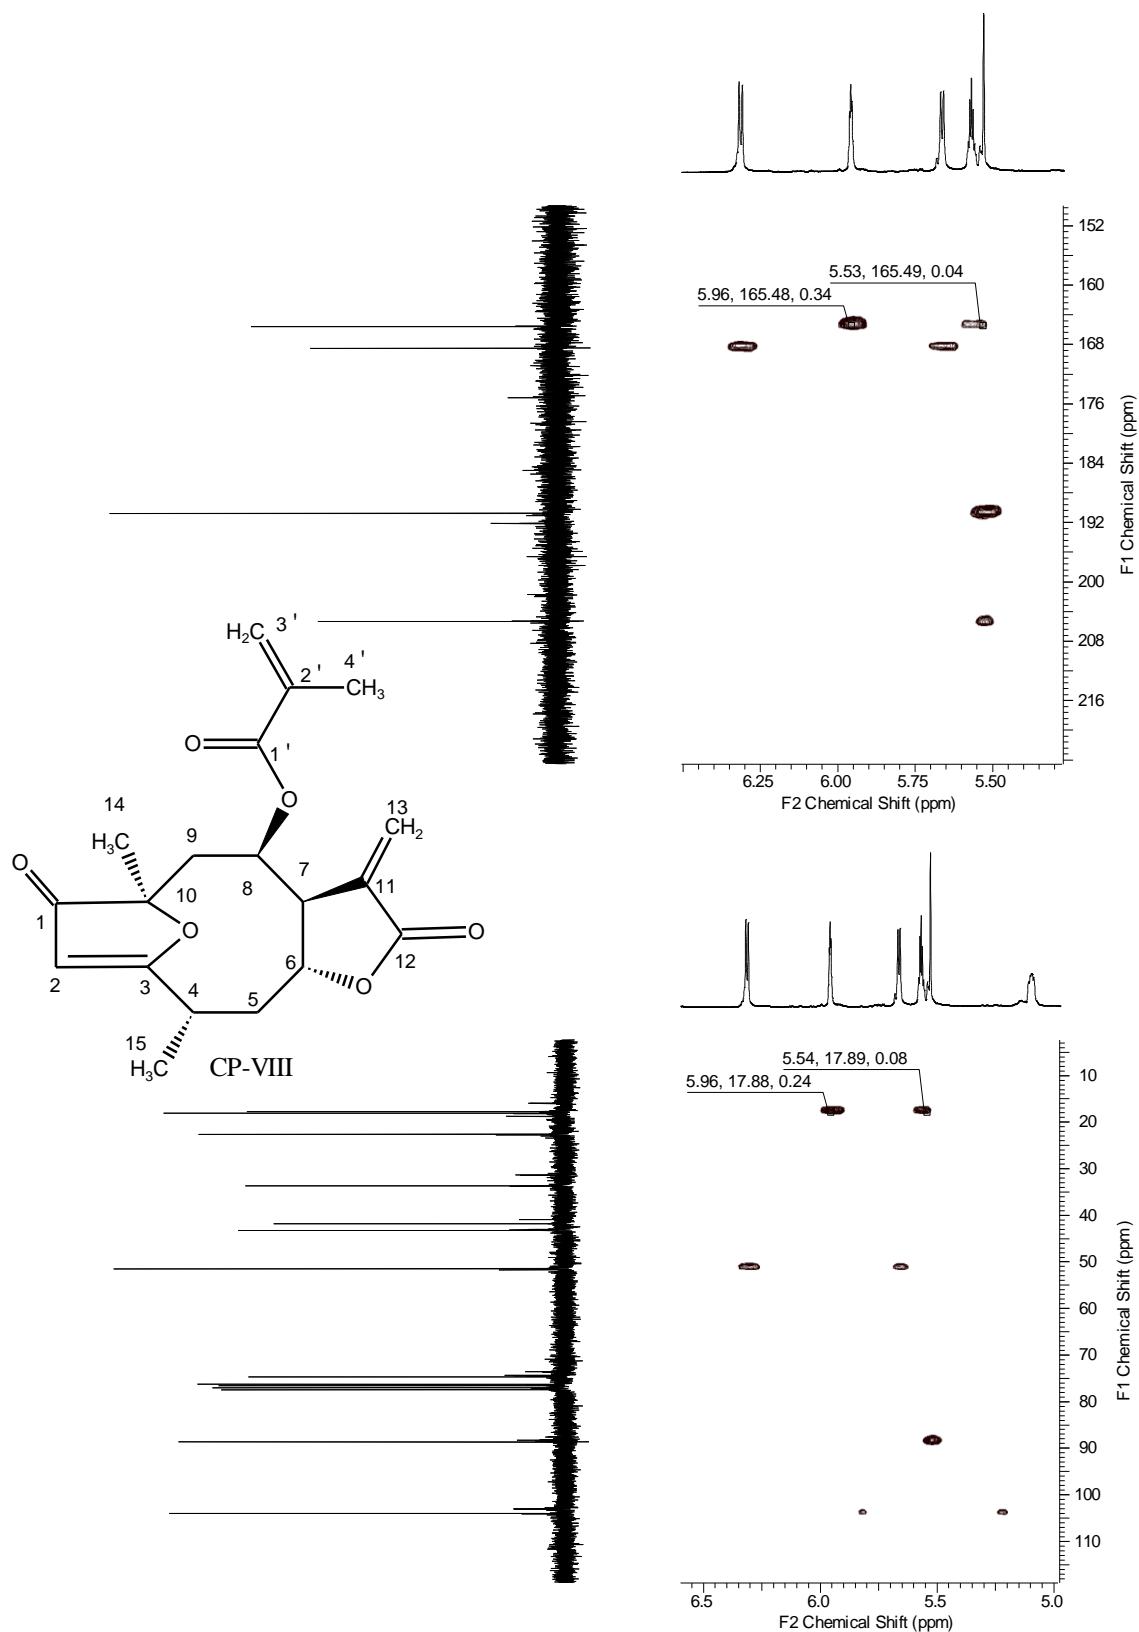 152
160
5.53, 165.49, 0.04
5.96, 165.48, 0.34
168
176
184
192
200
208
216
F1 Chemical Shift (ppm)
6.25 6.00 5.75 5.50
F2 Chemical Shift (ppm)
H2C 3 '
2 ' 4 '
CH3
O
1 '
O
14 13
H3C 9 CH2
O
8 7 11
10
1 O O
6 12
2 3 4 5 O
15
H3C CP-VIII
5.54, 17.89, 0.08
5.96, 17.88, 0.24
10
20
30
40
50
60
70
80
90
100
110
F1 Chemical Shift (ppm)
6.5 6.0 5.5 5.0
F2 Chemical Shift (ppm)